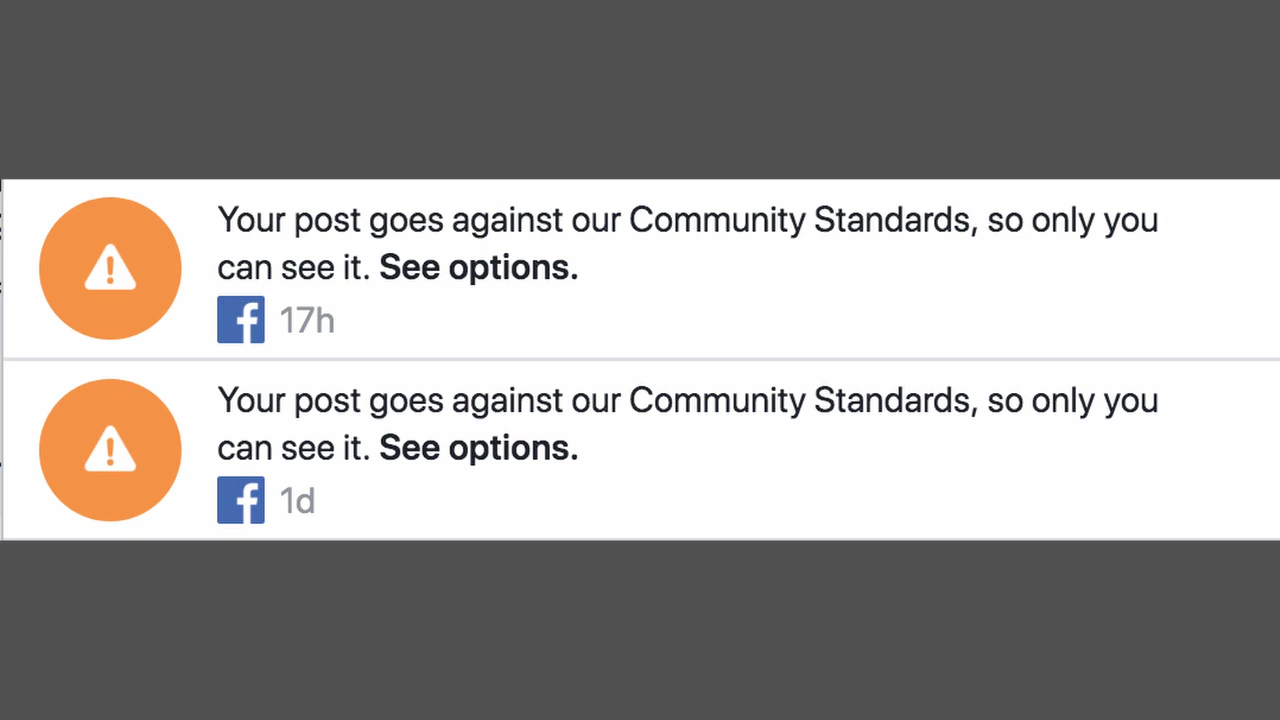 Your post goes against our Community Standards, so only you
can see it. See options.
17h
Your post goes against our Community Standards, so only you
can see it. See options.
1d